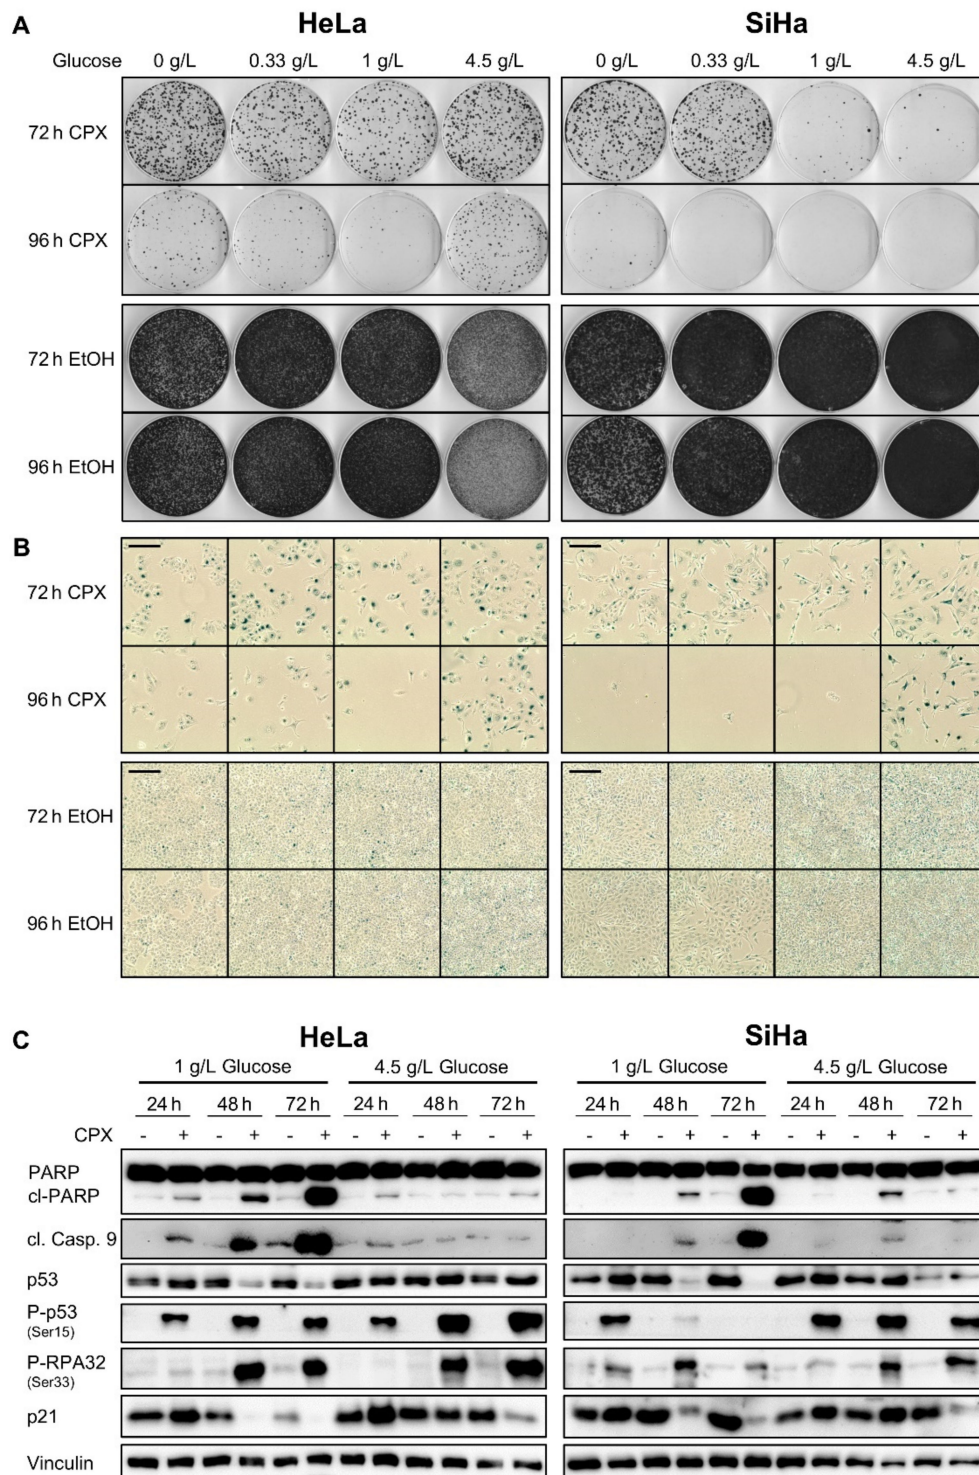 A
HeLa
SiHa
Glucose 0 g/L 0.33 g/L 1 g/L 4.5 g/L 0 g/L 0.33 g/L 1 g/L 4.5 g/L
72 h CPX
96 h CPX
72 h EtOH
96 h EtOH
B
72 h CPX
96 h CPX
72 h EtOH
96 h EtOH
C
HeLa
SiHa
1 g/L Glucose 4.5 g/L Glucose 1 g/L Glucose 4.5 g/L Glucose
24 h 48 h 72 h 24 h 48 h 72 h 24 h 48 h 72 h 24 h 48 h 72 h
CPX - + - + - + - + - + - + - + - + - + - + - + - +
PARP
cl-PARP
cl. Casp. 9
p53
P-p53
(Ser15)
P-RPA32
(Ser33)
p21
Vinculin